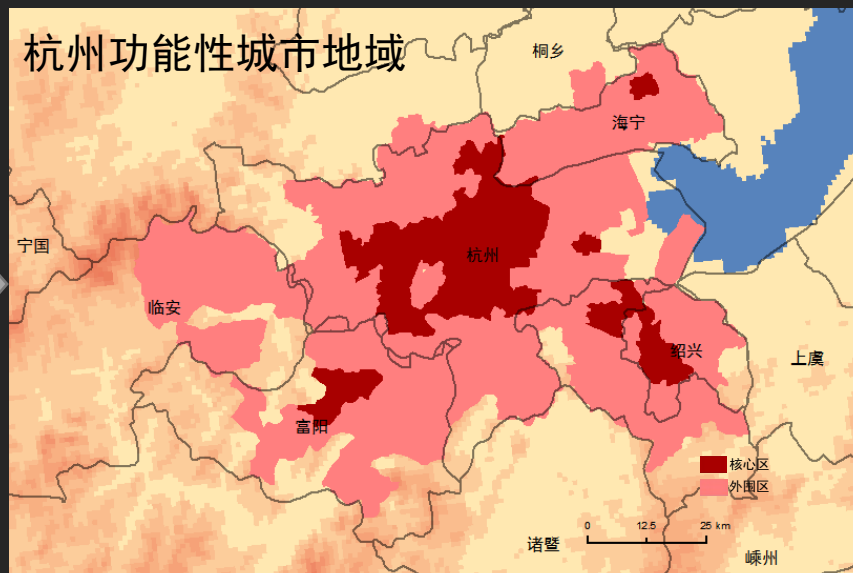 杭州功能性城市地域
桐乡
海宁
宁国
杭州
临安
绍兴
上虞
富阳
核心区
外围区
0 12.5 25 km
诸暨
嵊州